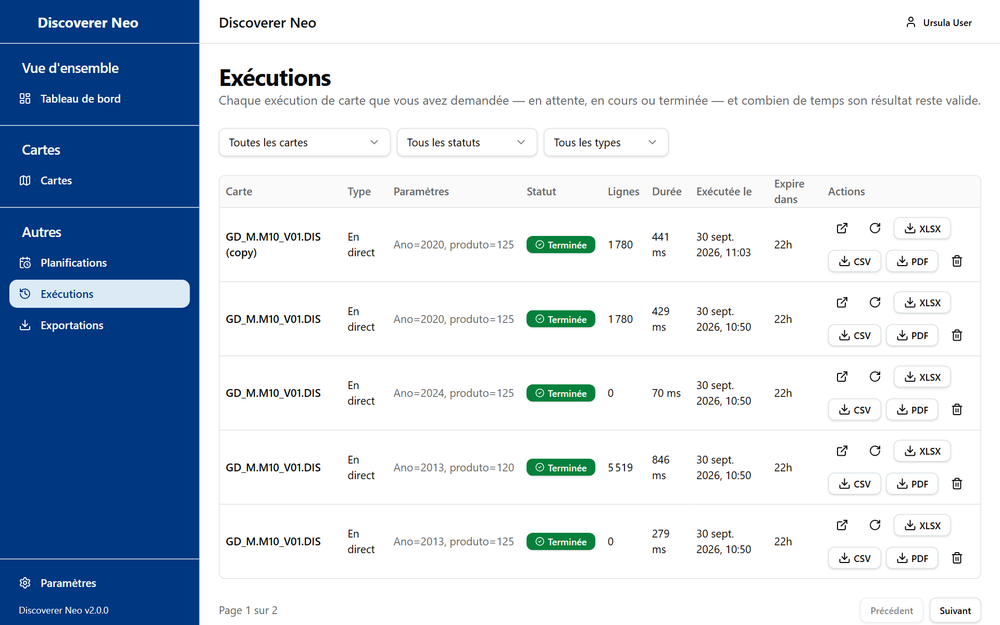 Discoverer Neo
Vue d'ensemble
Tableau de bord
Cartes
Cartes
Autres
Planifications
Exécutions
Exportations
Paramètres
Discoverer Neo v2.0.0
Discoverer Neo
Ursula User
Exécutions
Chaque exécution de carte que vous avez demandée — en attente, en cours ou terminée — et combien de temps son résultat reste valide.
Toutes les cartes
Tous les statuts
Tous les types
Carte Type Paramètres Statut Lignes Durée Exécutée le Expire dans Actions
GD_M.M10_V01.DIS (copy) En direct Ano=2020, produto=125 Terminée 1 780 441 ms 30 sept. 2026, 11:03 22h XLSX CSV PDF
GD_M.M10_V01.DIS En direct Ano=2020, produto=125 Terminée 1 780 429 ms 30 sept. 2026, 10:50 22h XLSX CSV PDF
GD_M.M10_V01.DIS En direct Ano=2024, produto=125 Terminée 0 70 ms 30 sept. 2026, 10:50 22h XLSX CSV PDF
GD_M.M10_V01.DIS En direct Ano=2013, produto=120 Terminée 5 519 846 ms 30 sept. 2026, 10:50 22h XLSX CSV PDF
GD_M.M10_V01.DIS En direct Ano=2013, produto=125 Terminée 0 279 ms 30 sept. 2026, 10:50 22h XLSX CSV PDF
Page 1 sur 2
Précédent
Suivant